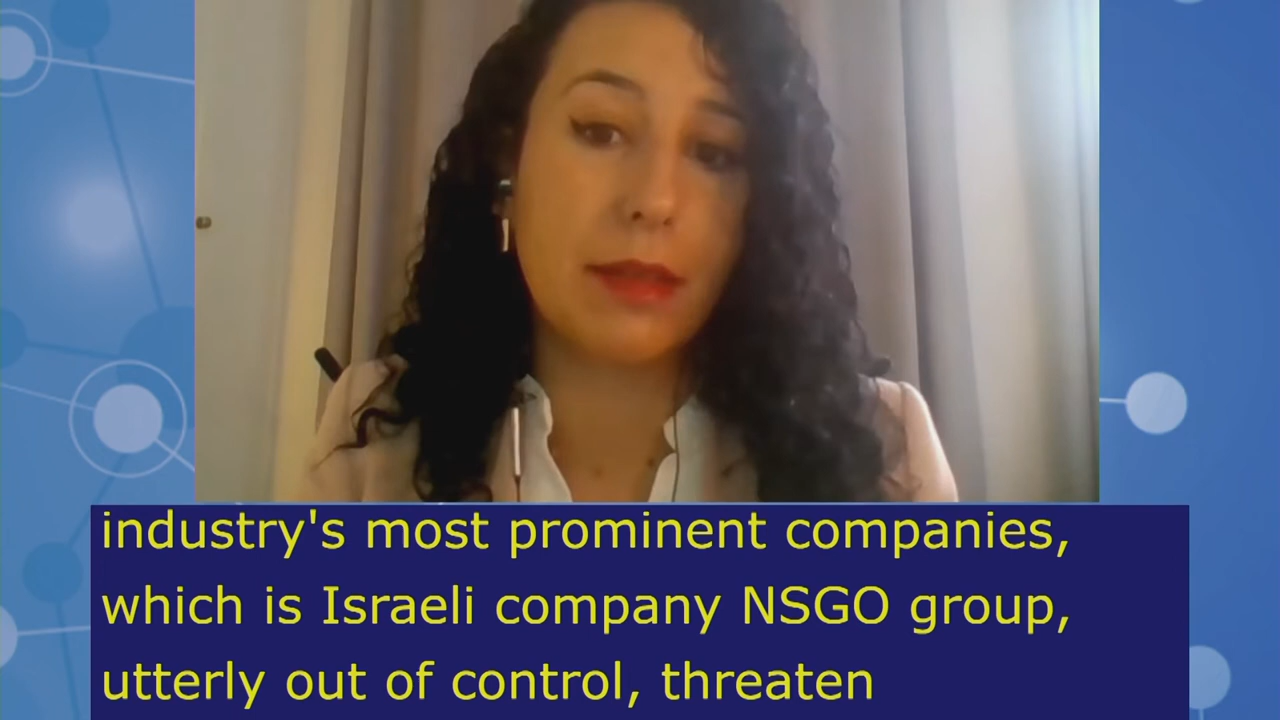 industry's most prominent companies,
which is Israeli company NSGO group,
utterly out of control, threaten